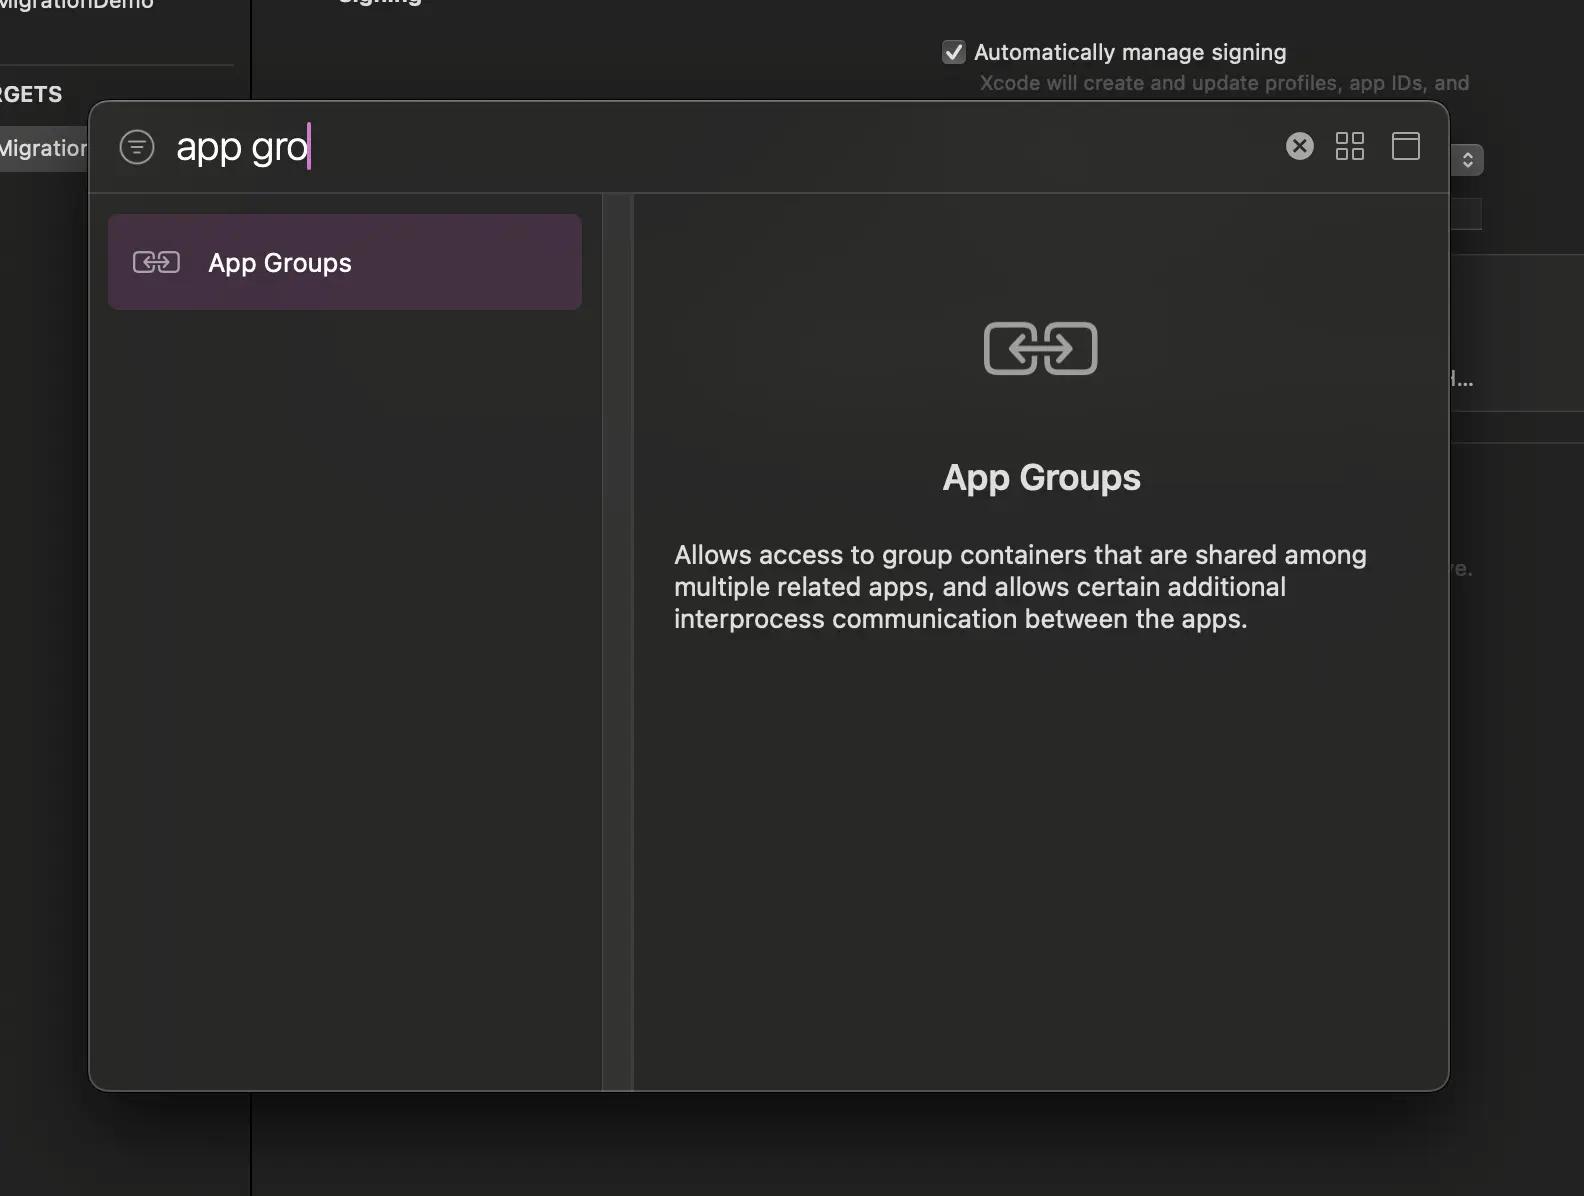 MigrationDemo
Automatically manage signing
Xcode will create and update profiles, app IDs, and
RGETS
app gro
Migration
App Groups
App Groups
Allows access to group containers that are shared among
multiple related apps, and allows certain additional
interprocess communication between the apps.